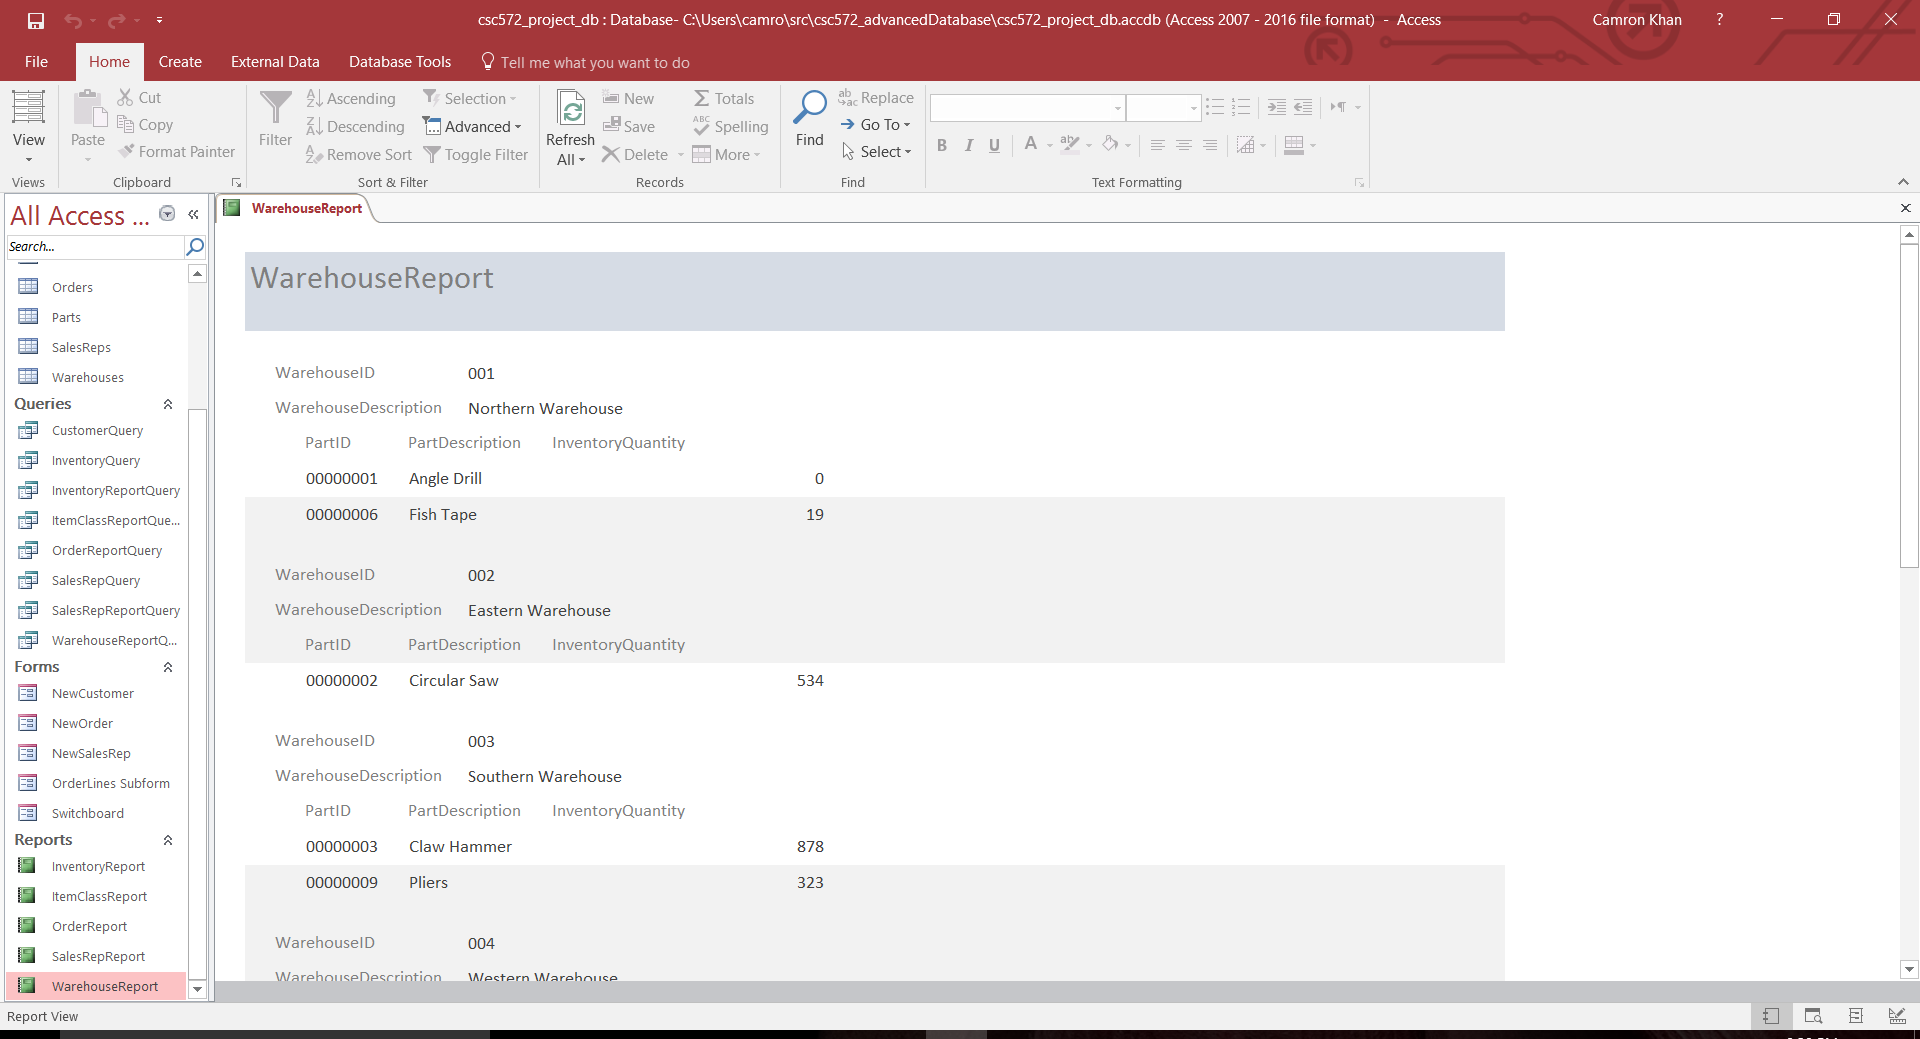 csc572_project_db : Database- C:\Users\camro\src\csc572_advancedDatabase\csc572_project_db.accdb (Access 2007 - 2016 file format) - Access
Camron Khan
?
File Home Create External Data Database Tools Tell me what you want to do
View
Views
Paste
Cut
Copy
Format Painter
Clipboard
Filter
Ascending
Descending
Remove Sort
Selection
Advanced
Toggle Filter
Sort & Filter
Refresh
All
New
Save
Delete
Totals
Spelling
More
Records
Find
Replace
Go To
Select
Find
B I U A
Text Formatting
All Access ...
Search...
Orders
Parts
SalesReps
Warehouses
Queries
CustomerQuery
InventoryQuery
InventoryReportQuery
ItemClassReportQue...
OrderReportQuery
SalesRepQuery
SalesRepReportQuery
WarehouseReportQ...
Forms
NewCustomer
NewOrder
NewSalesRep
OrderLines Subform
Switchboard
Reports
InventoryReport
ItemClassReport
OrderReport
SalesRepReport
WarehouseReport
WarehouseReport
WarehouseReport
WarehouseID 001
WarehouseDescription Northern Warehouse
PartID PartDescription InventoryQuantity
00000001 Angle Drill 0
00000006 Fish Tape 19
WarehouseID 002
WarehouseDescription Eastern Warehouse
PartID PartDescription InventoryQuantity
00000002 Circular Saw 534
WarehouseID 003
WarehouseDescription Southern Warehouse
PartID PartDescription InventoryQuantity
00000003 Claw Hammer 878
00000009 Pliers 323
WarehouseID 004
WarehouseDescription Western Warehouse
Report View